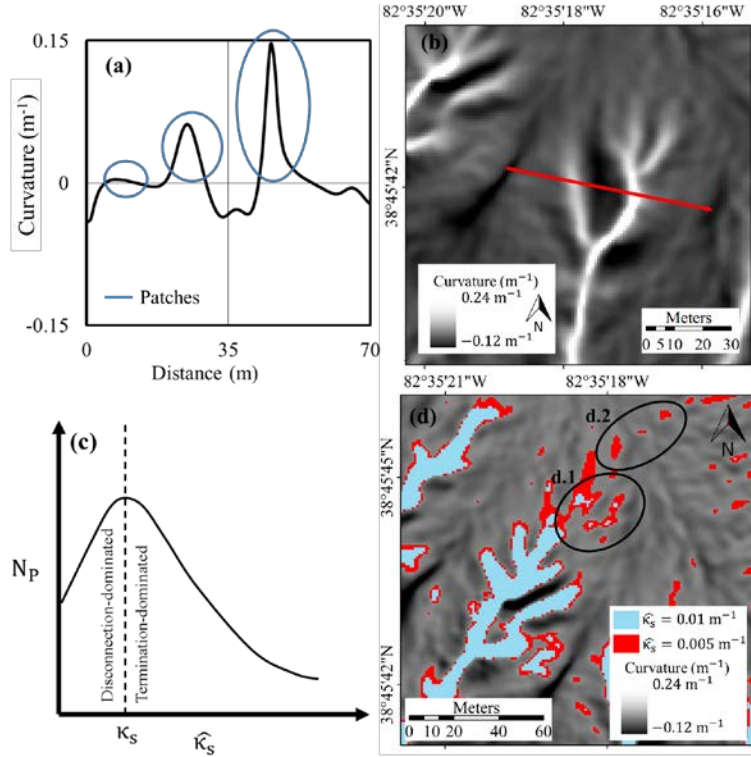 (a)
0.15
0
-0.15
Curvature (m⁻¹)
Patches
0
35
70
Distance (m)
82°35'20"W
82°35'18"W
82°35'16"W
(b)
38°45'42"N
Curvature (m⁻¹)
0.24 m⁻¹
−0.12 m⁻¹
N
Meters
0 5 10
20
30
(c)
N_P
Disconnection-dominated
Termination-dominated
κ_s
κ̂_s
82°35'21"W
82°35'18"W
(d)
d.2
d.1
N
38°45'45"N
38°45'42"N
κ̂_s = 0.01 m⁻¹
κ̂_s = 0.005 m⁻¹
Curvature (m⁻¹)
0.24 m⁻¹
−0.12 m⁻¹
Meters
0 10 20
40
60